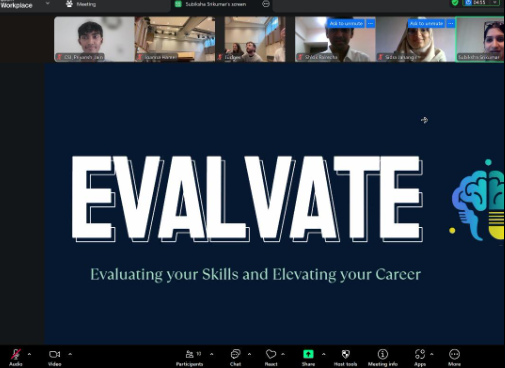 Workplace
Meeting
Subiksha Srikumar's screen
Ask to unmute
Ask to unmute
EVALVATE
Evaluating your Skills and Elevating your Career
10
Audio
Video
Participants
Chat
React
Share
Host tools
Meeting info
Apps
More